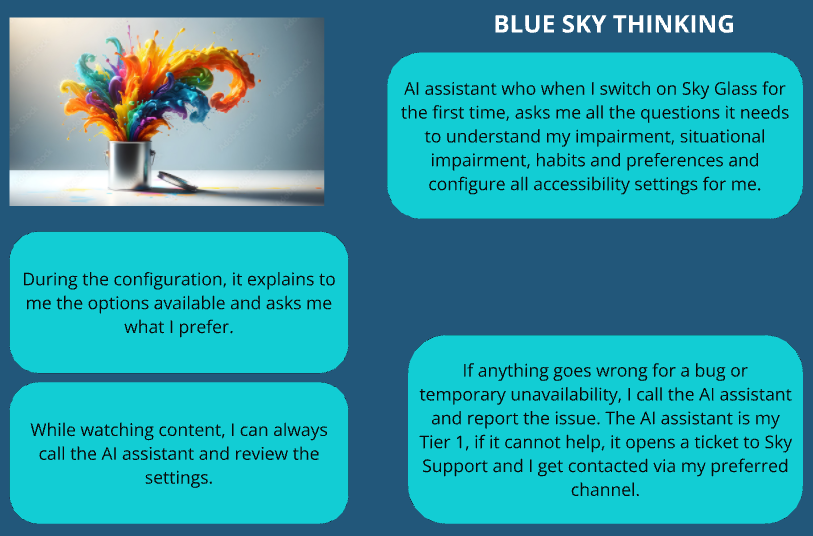 BLUE SKY THINKING
AI assistant who when I switch on Sky Glass for
the first time, asks me all the questions it needs
to understand my impairment, situational
impairment, habits and preferences and
configure all accessibility settings for me.
During the configuration, it explains to
me the options available and asks me
what I prefer.
While watching content, I can always
call the AI assistant and review the
settings.
If anything goes wrong for a bug or
temporary unavailability, I call the AI assistant
and report the issue. The AI assistant is my
Tier 1, if it cannot help, it opens a ticket to Sky
Support and I get contacted via my preferred
channel.